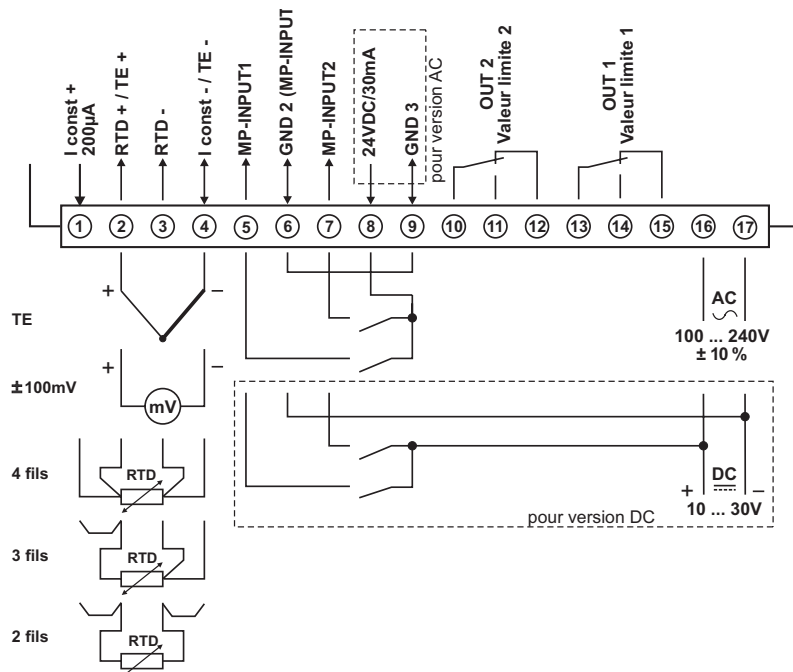 I const +
200µA
RTD + / TE +
RTD -
I const - / TE -
MP-INPUT1
GND 2 (MP-INPUT
MP-INPUT2
24VDC/30mA
GND 3
pour version AC
OUT 2
Valeur limite 2
OUT 1
Valeur limite 1
1 2 3 4 5 6 7 8 9 10 11 12 13 14 15 16 17
TE
+ −
AC
100 ... 240V
± 10 %
±100mV
+ −
mV
4 fils
RTD
+ DC −
10 ... 30V
pour version DC
3 fils
RTD
2 fils
RTD